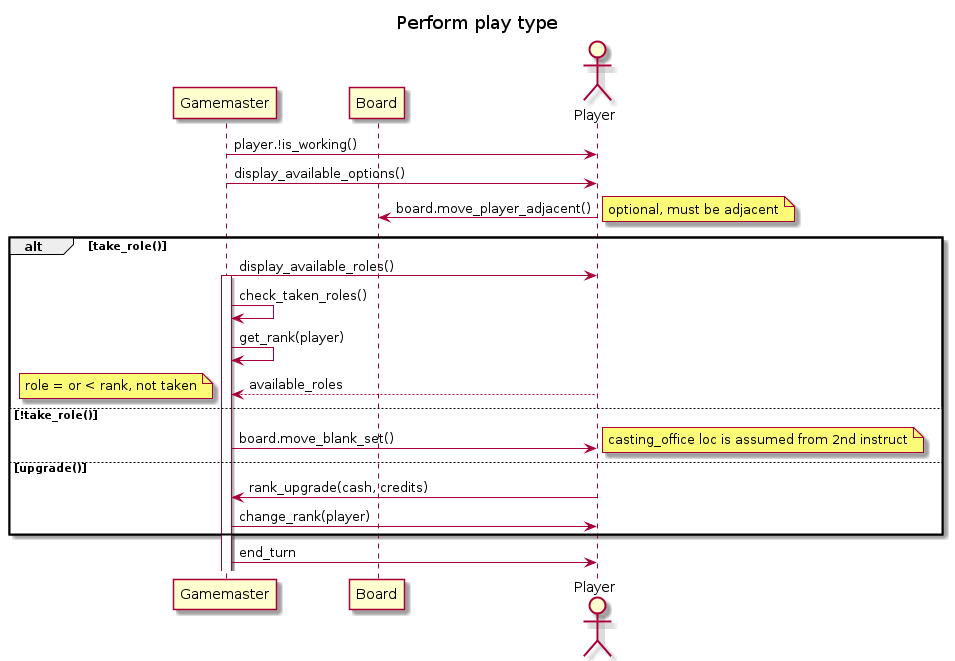 Perform play type
Gamemaster
Board
Player
player.!is_working()
display_available_options()
board.move_player_adjacent()
optional, must be adjacent
alt
[take_role()]
display_available_roles()
check_taken_roles()
get_rank(player)
role = or < rank, not taken
available_roles
[!take_role()]
board.move_blank_set()
casting_office loc is assumed from 2nd instruct
[upgrade()]
rank_upgrade(cash, credits)
change_rank(player)
end_turn
Gamemaster
Board
Player